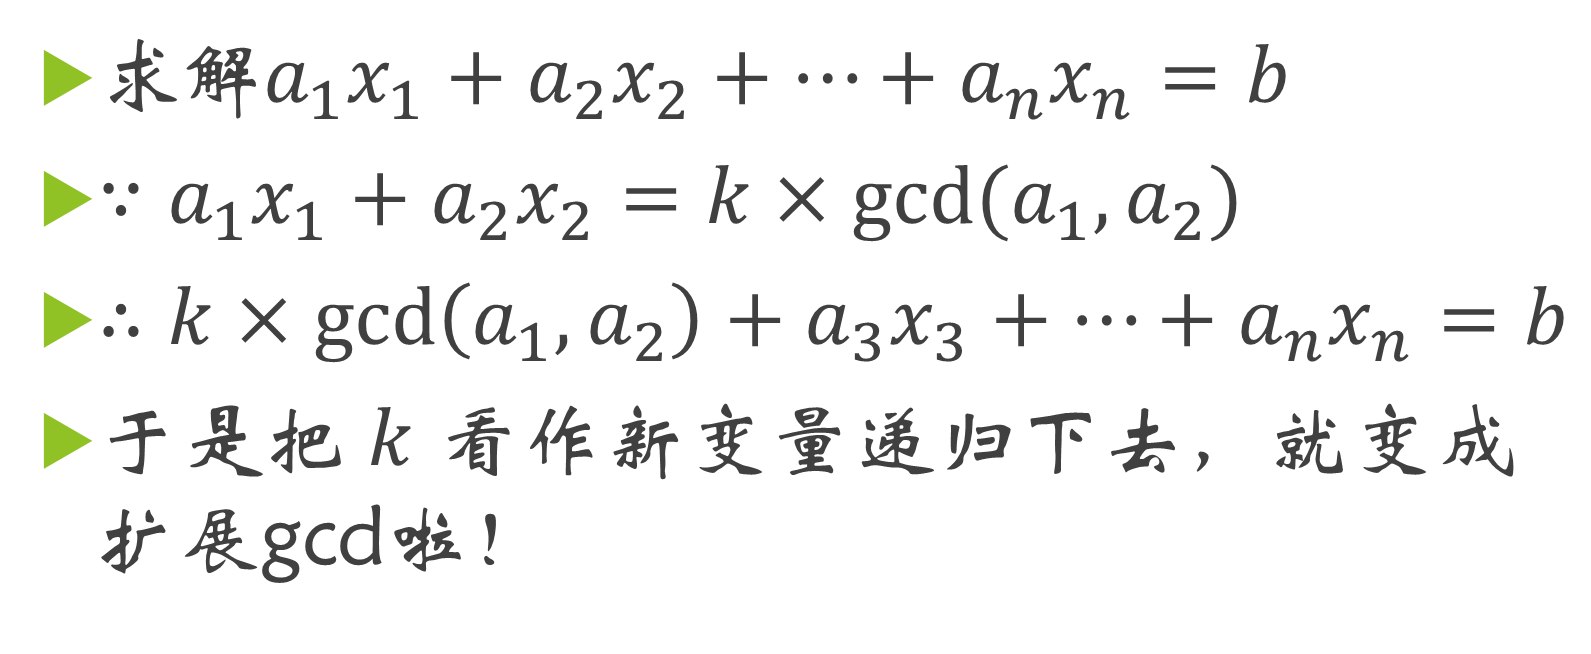 求解a₁x₁ + a₂x₂ + ⋯ + aₙxₙ = b
∵ a₁x₁ + a₂x₂ = k × gcd(a₁, a₂)
∴ k × gcd(a₁, a₂) + a₃x₃ + ⋯ + aₙxₙ = b
于是把 k 看作新变量递归下去，就变成
扩展gcd啦！